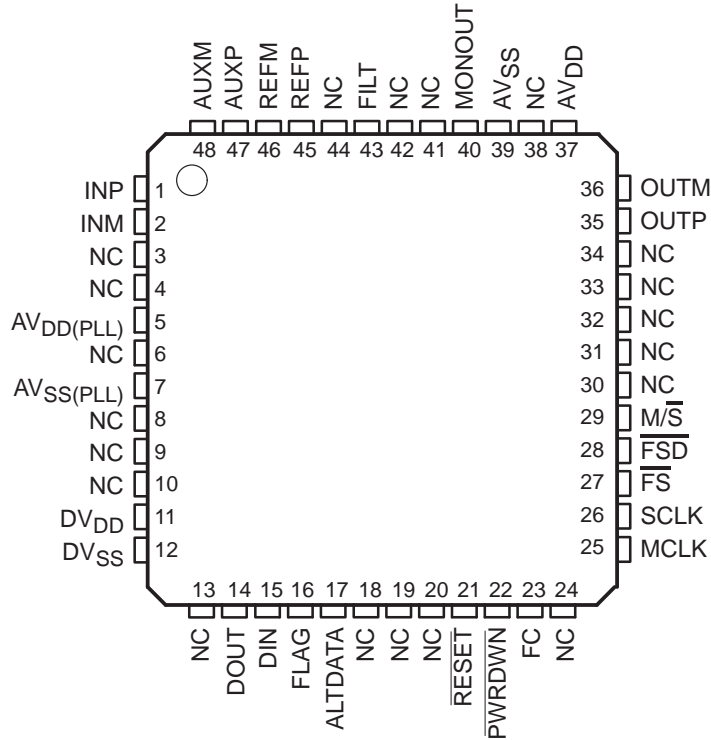 AUXM
AUXP
REFM
REFP
NC
FILT
NC
NC
MONOUT
AVSS
NC
AVDD
48 47 46 45 44 43 42 41 40 39 38 37
INP 1
INM 2
NC 3
NC 4
AVDD(PLL) 5
NC 6
AVSS(PLL) 7
NC 8
NC 9
NC 10
DVDD 11
DVSS 12
36 OUTM
35 OUTP
34 NC
33 NC
32 NC
31 NC
30 NC
29 M/S̅
28 F̅S̅D̅
27 F̅S̅
26 SCLK
25 MCLK
13 14 15 16 17 18 19 20 21 22 23 24
NC
DOUT
DIN
FLAG
ALTDATA
NC
NC
NC
R̅E̅S̅E̅T̅
P̅W̅R̅D̅W̅N̅
FC
NC